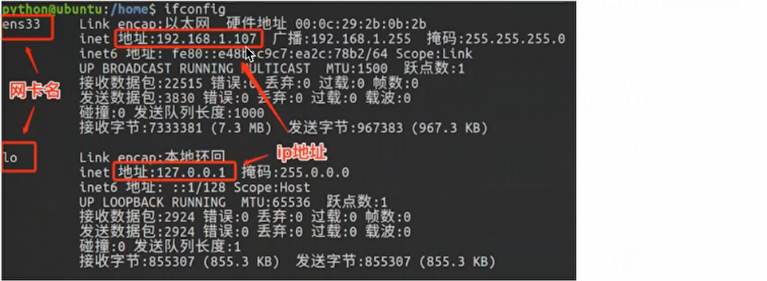 python@ubuntu:/home$ ifconfig
ens33 Link encap:以太网 硬件地址 00:0c:29:2b:0b:2b
inet 地址:192.168.1.107 广播:192.168.1.255 掩码:255.255.255.0
inet6 地址: fe80::e48b:c9c7:ea2c:78b2/64 Scope:Link
UP BROADCAST RUNNING MULTICAST MTU:1500 跃点数:1
网卡名
接收数据包:22515 错误:0 丢弃:0 过载:0 帧数:0
发送数据包:3830 错误:0 丢弃:0 过载:0 载波:0
碰撞:0 发送队列长度:1000
接收字节:7333381 (7.3 MB) 发送字节:967383 (967.3 KB)
ip地址
lo Link encap:本地环回
inet 地址:127.0.0.1 掩码:255.0.0.0
inet6 地址: ::1/128 Scope:Host
UP LOOPBACK RUNNING MTU:65536 跃点数:1
接收数据包:2924 错误:0 丢弃:0 过载:0 帧数:0
发送数据包:2924 错误:0 丢弃:0 过载:0 载波:0
碰撞:0 发送队列长度:1
接收字节:855307 (855.3 KB) 发送字节:855307 (855.3 KB)